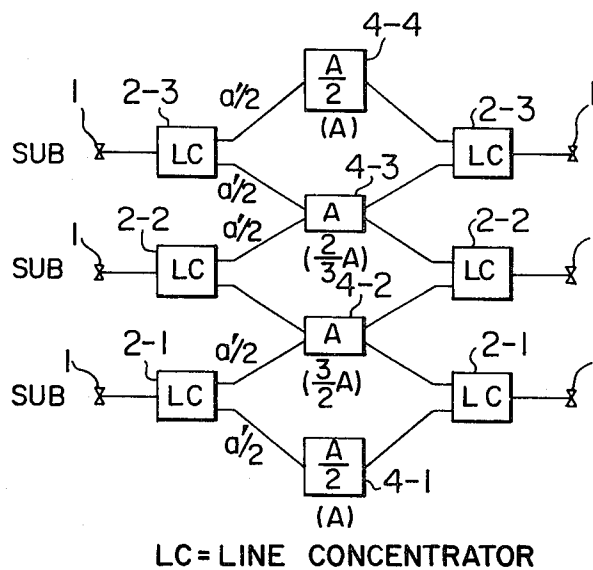 4-4
A/2
(A)
1
2-3
a'/2
2-3
1
SUB
LC
LC
4-3
a'/2
A
(2/3 A)
1
2-2
a'/2
2-2
SUB
LC
LC
4-2
A
(3/2 A)
1
2-1
a'/2
2-1
SUB
LC
LC
a'/2
A/2
4-1
(A)
LC=LINE CONCENTRATOR